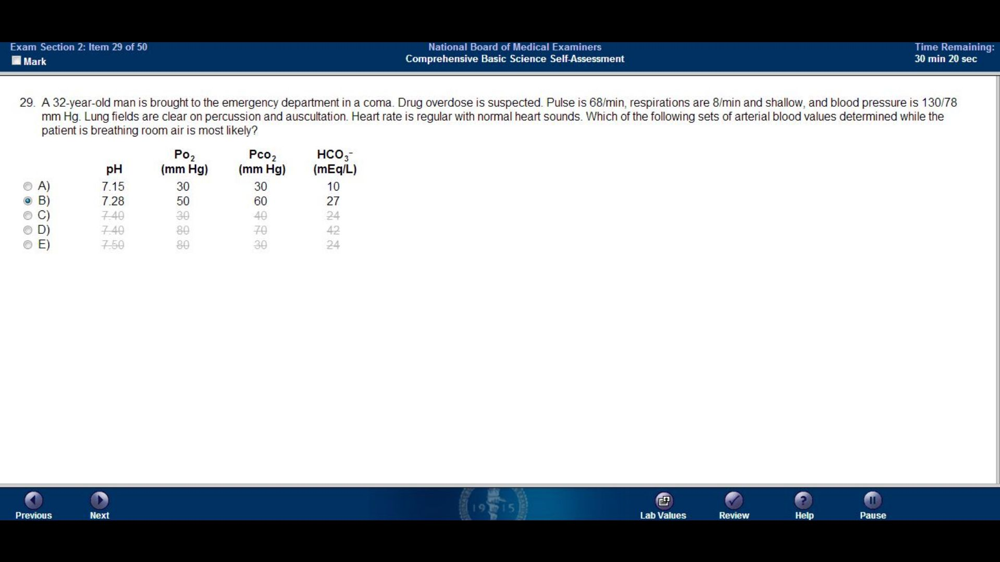 Exam Section 2: Item 29 of 50
National Board of Medical Examiners
Time Remaining:
Mark
Comprehensive Basic Science Self-Assessment
30 min 20 sec
29. A 32-year-old man is brought to the emergency department in a coma. Drug overdose is suspected. Pulse is 68/min, respirations are 8/min and shallow, and blood pressure is 130/78
mm Hg. Lung fields are clear on percussion and auscultation. Heart rate is regular with normal heart sounds. Which of the following sets of arterial blood values determined while the
patient is breathing room air is most likely?
Po2 Pco2 HCO3-
pH (mm Hg) (mm Hg) (mEq/L)
A) 7.15 30 30 10
B) 7.28 50 60 27
C) 7.40 30 40 24
D) 7.40 80 70 42
E) 7.50 80 30 24
1915
Previous Next Lab Values Review Help Pause